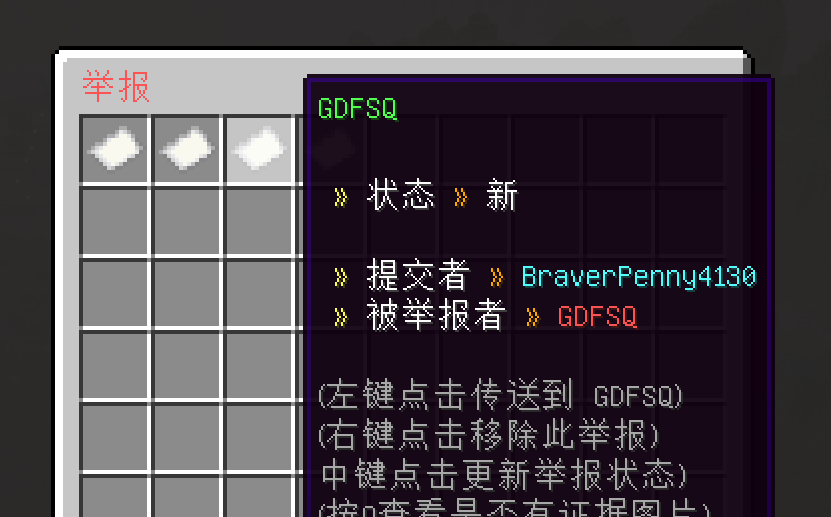 举报
GDFSQ
» 状态 » 新
» 提交者 » BraverPenny4130
» 被举报者 » GDFSQ
(左键点击传送到 GDFSQ)
(右键点击移除此举报)
中键点击更新举报状态)
(按Q查看是否有证据图片)